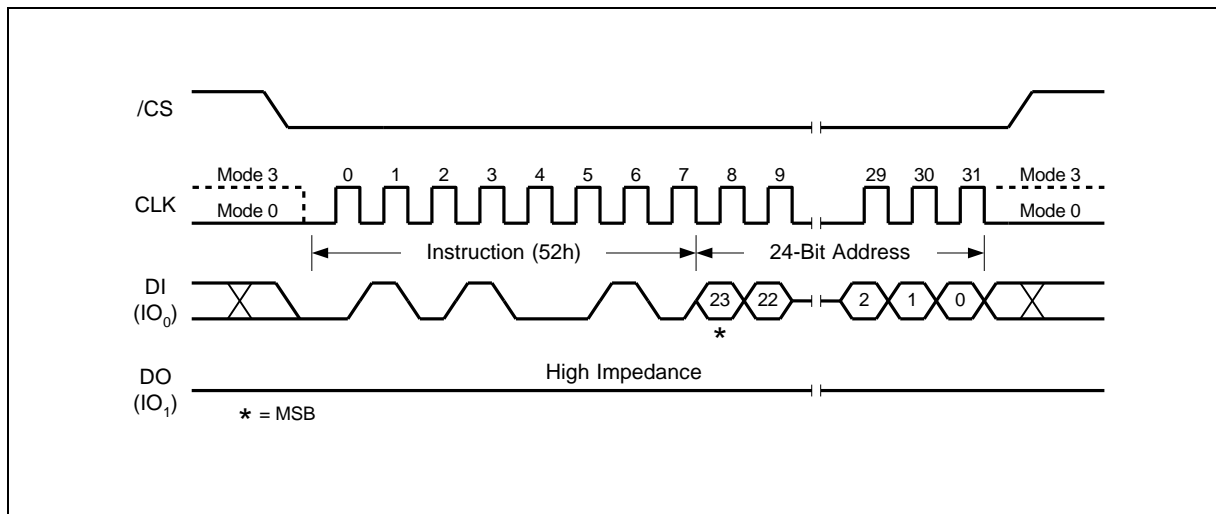 /CS
Mode 3 0 1 2 3 4 5 6 7 8 9 29 30 31 Mode 3
CLK
Mode 0 Mode 0
Instruction (52h) 24-Bit Address
DI
(IO0)
23 22 2 1 0
*
DO
(IO1)
High Impedance
* = MSB